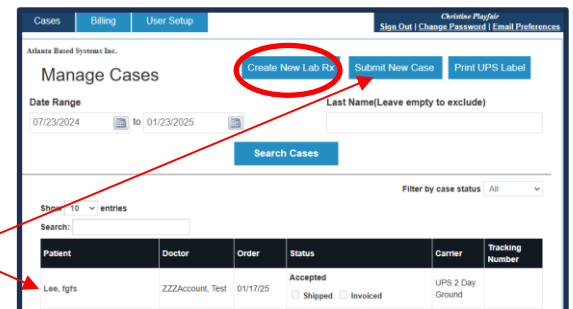 Cases Billing User Setup
Christine Playfair
Sign Out | Change Password | Email Preferences
Atlanta Based Systems Inc.
Manage Cases
Create New Lab Rx Submit New Case Print UPS Label
Date Range Last Name(Leave empty to exclude)
07/23/2024 to 01/23/2025
Search Cases
Filter by case status All
Show 10 entries
Search:
Patient Doctor Order Status Carrier Tracking Number
Accepted
Lee, fgfs ZZZAccount, Test 01/17/25 Shipped Invoiced UPS 2 Day Ground